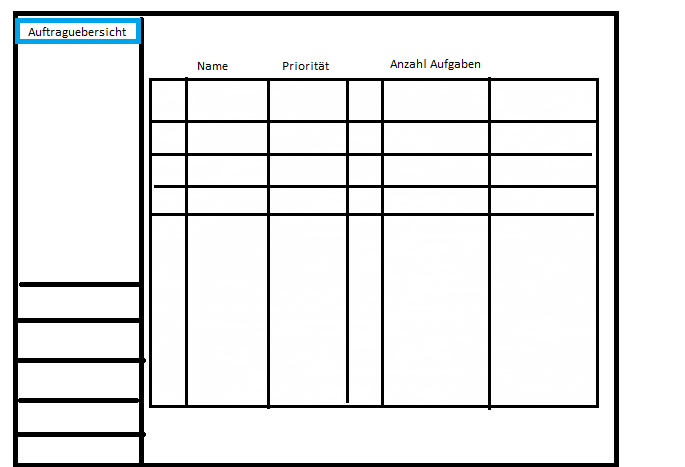 Auftraguebersicht
Name Priorität Anzahl Aufgaben